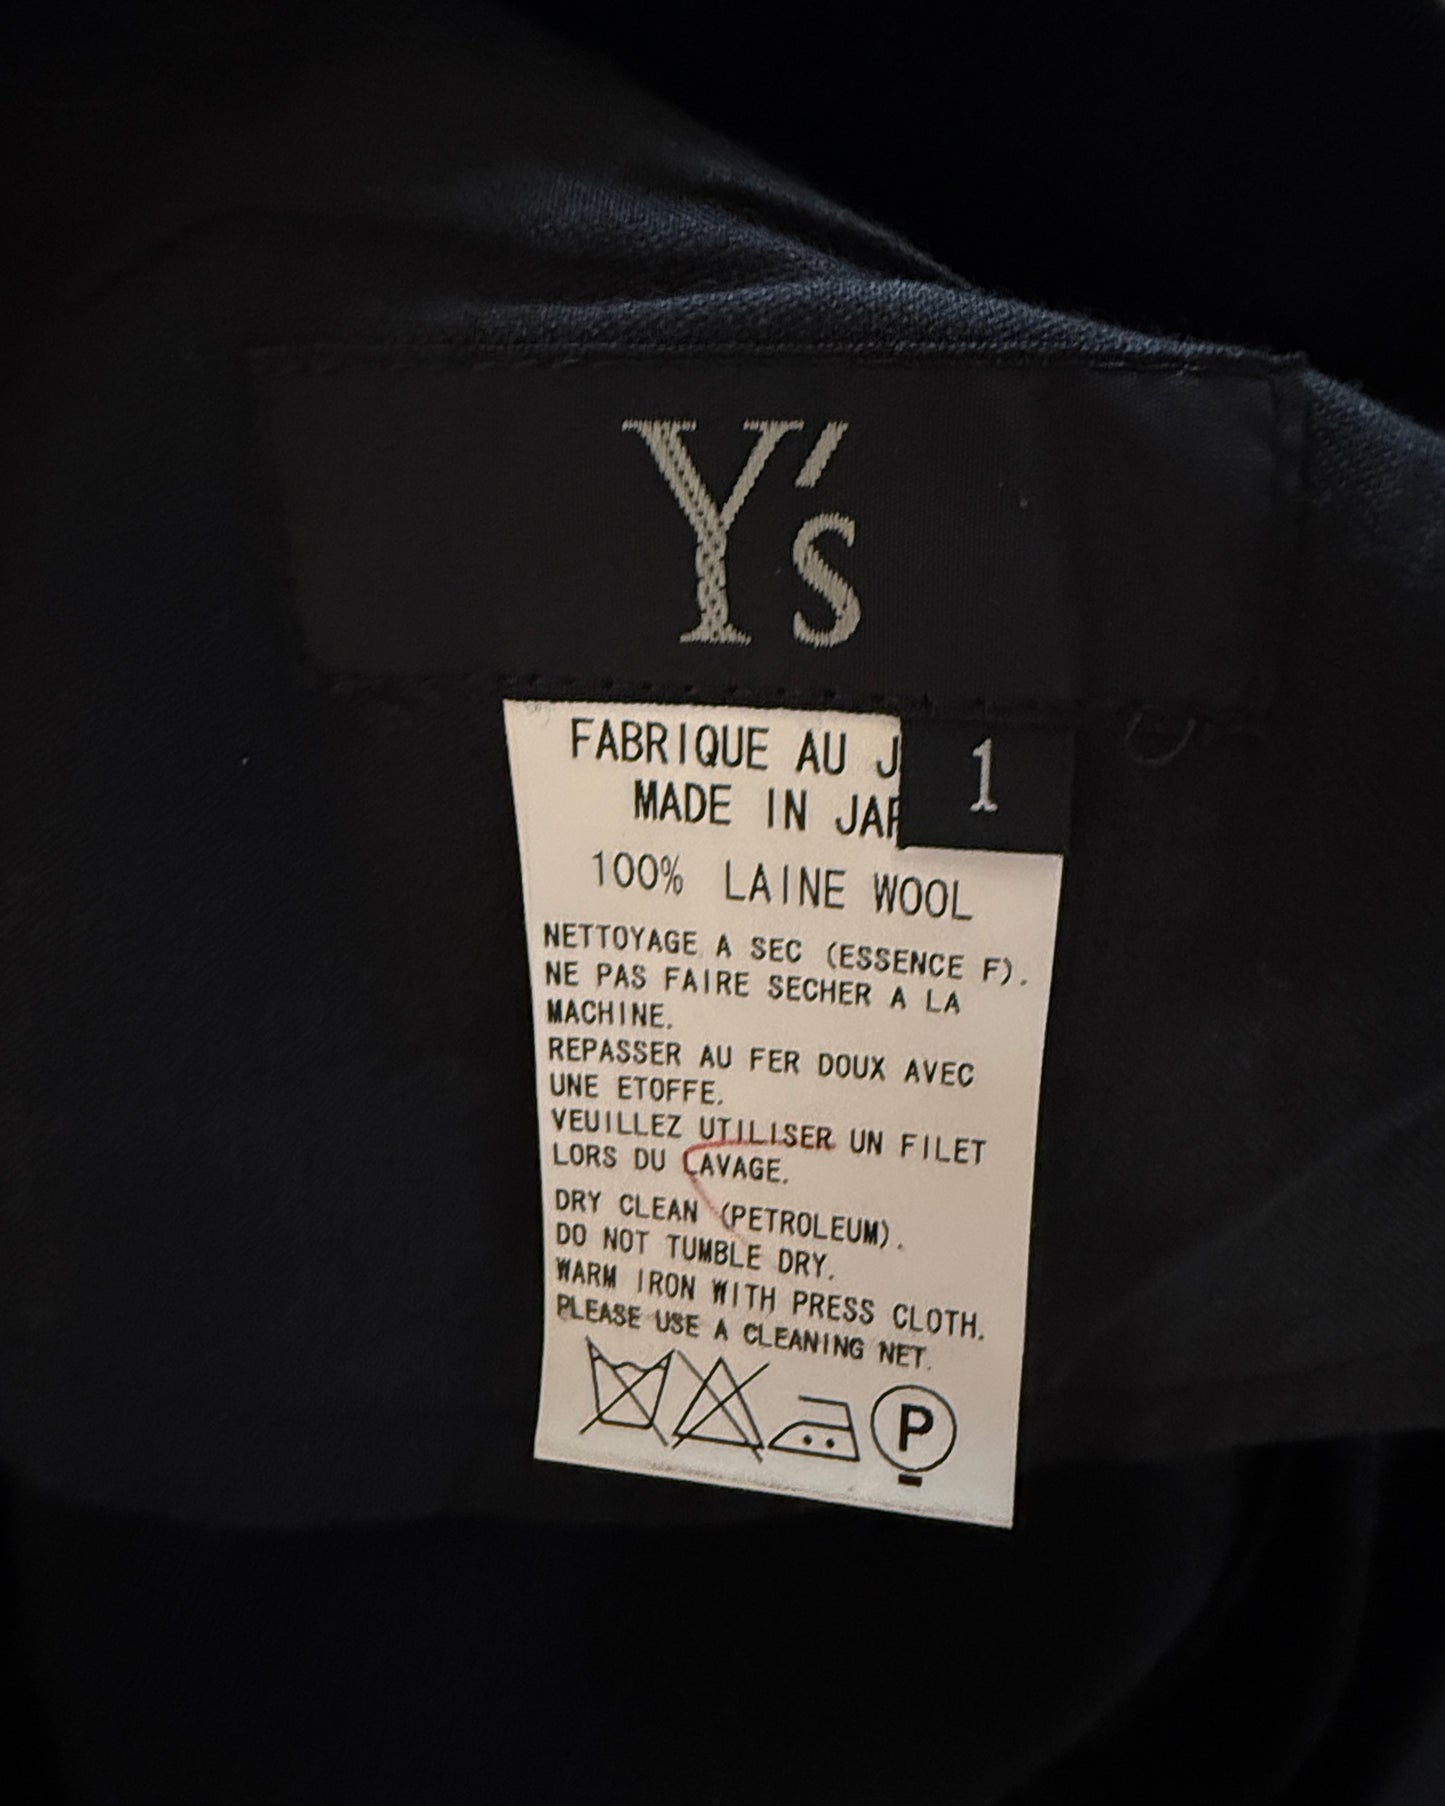 Y's
1
FABRIQUE AU J
MADE IN JAP
100% LAINE WOOL
NETTOYAGE A SEC (ESSENCE F).
NE PAS FAIRE SECHER A LA
MACHINE.
REPASSER AU FER DOUX AVEC
UNE ETOFFE.
VEUILLEZ UTILISER UN FILET
LORS DU LAVAGE.
DRY CLEAN (PETROLEUM).
DO NOT TUMBLE DRY.
WARM IRON WITH PRESS CLOTH.
PLEASE USE A CLEANING NET.
P